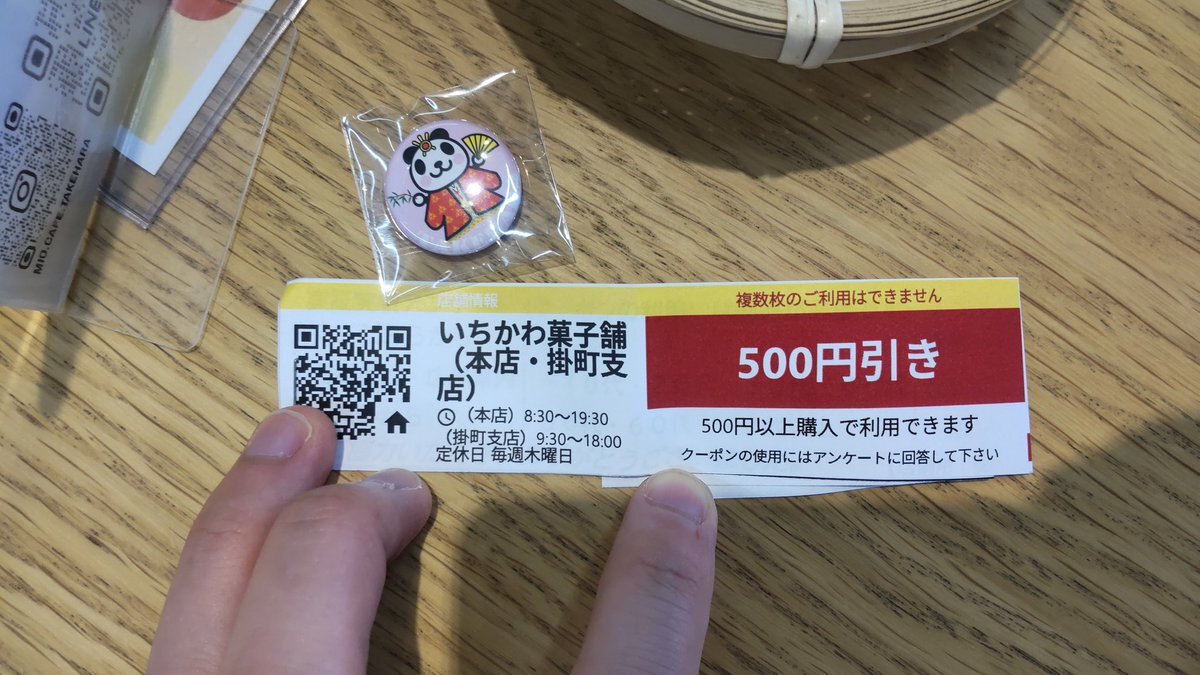 LINE
MIO.CAFE.TAKEHARA
店舗情報
複数枚のご利用はできません
いちかわ菓子舗
（本店・掛町支
店）
（本店）8:30〜19:30
（掛町支店）9:30〜18:00
定休日 毎週木曜日
500円引き
500円以上購入で利用できます
クーポンの使用にはアンケートに回答して下さい